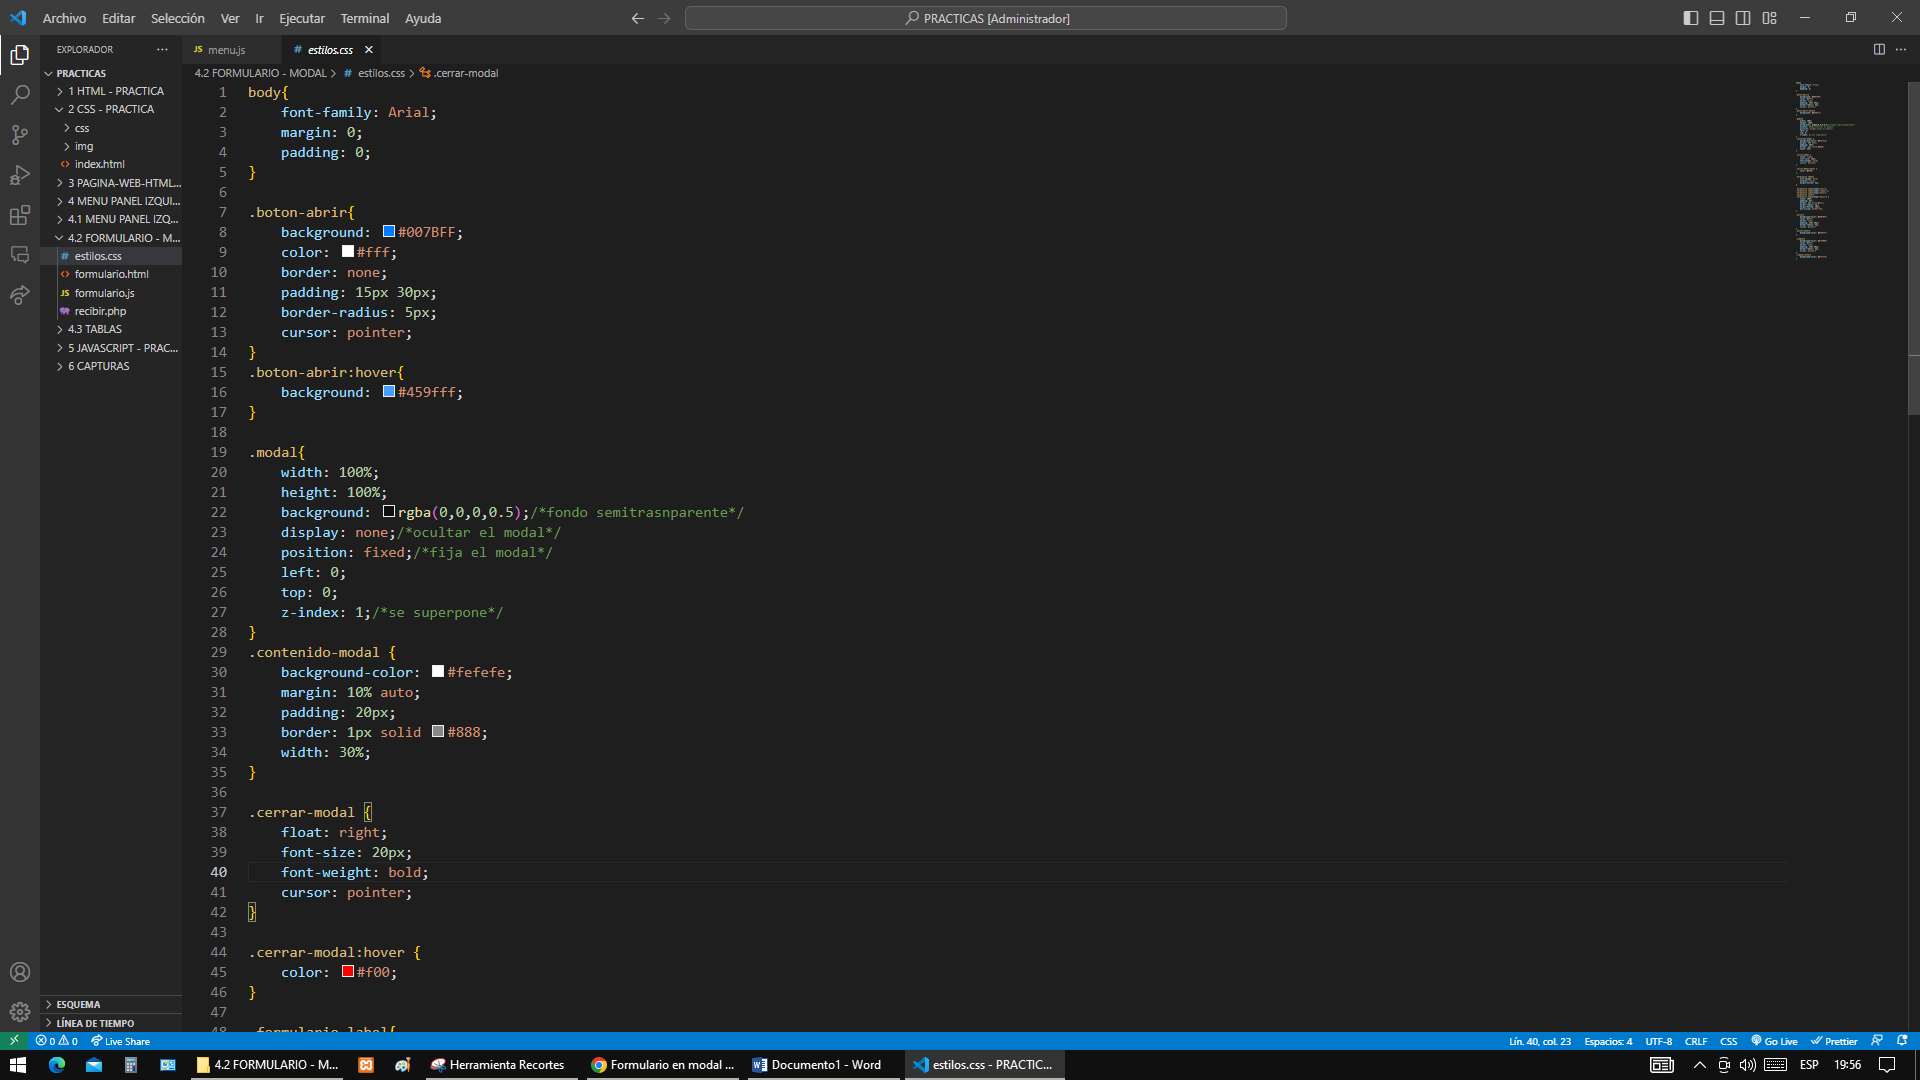 Archivo Editar Selección Ver Ir Ejecutar Terminal Ayuda
PRACTICAS [Administrador]
EXPLORADOR
JS menu.js
# estilos.css
4.2 FORMULARIO - MODAL > # estilos.css > .cerrar-modal
PRACTICAS
1 HTML - PRACTICA
2 CSS - PRACTICA
css
img
index.html
3 PAGINA-WEB-HTML...
4 MENU PANEL IZQUI...
4.1 MENU PANEL IZQ...
4.2 FORMULARIO - M...
# estilos.css
formulario.html
JS formulario.js
recibir.php
4.3 TABLAS
5 JAVASCRIPT - PRAC...
6 CAPTURAS
ESQUEMA
LÍNEA DE TIEMPO
1 body{
2 font-family: Arial;
3 margin: 0;
4 padding: 0;
5 }
6
7 .boton-abrir{
8 background: #007BFF;
9 color: #fff;
10 border: none;
11 padding: 15px 30px;
12 border-radius: 5px;
13 cursor: pointer;
14 }
15 .boton-abrir:hover{
16 background: #459fff;
17 }
18
19 .modal{
20 width: 100%;
21 height: 100%;
22 background: rgba(0,0,0,0.5);/*fondo semitrasnparente*/
23 display: none;/*ocultar el modal*/
24 position: fixed;/*fija el modal*/
25 left: 0;
26 top: 0;
27 z-index: 1;/*se superpone*/
28 }
29 .contenido-modal {
30 background-color: #fefefe;
31 margin: 10% auto;
32 padding: 20px;
33 border: 1px solid #888;
34 width: 30%;
35 }
36
37 .cerrar-modal {
38 float: right;
39 font-size: 20px;
40 font-weight: bold;
41 cursor: pointer;
42 }
43
44 .cerrar-modal:hover {
45 color: #f00;
46 }
47
48 .formulario label{
0 0 Live Share
Lín. 40, col. 23 Espacios: 4 UTF-8 CRLF CSS Go Live Prettier
4.2 FORMULARIO - M...
Herramienta Recortes
Formulario en modal ...
Documento1 - Word
estilos.css - PRACTIC...
ESP
19:56